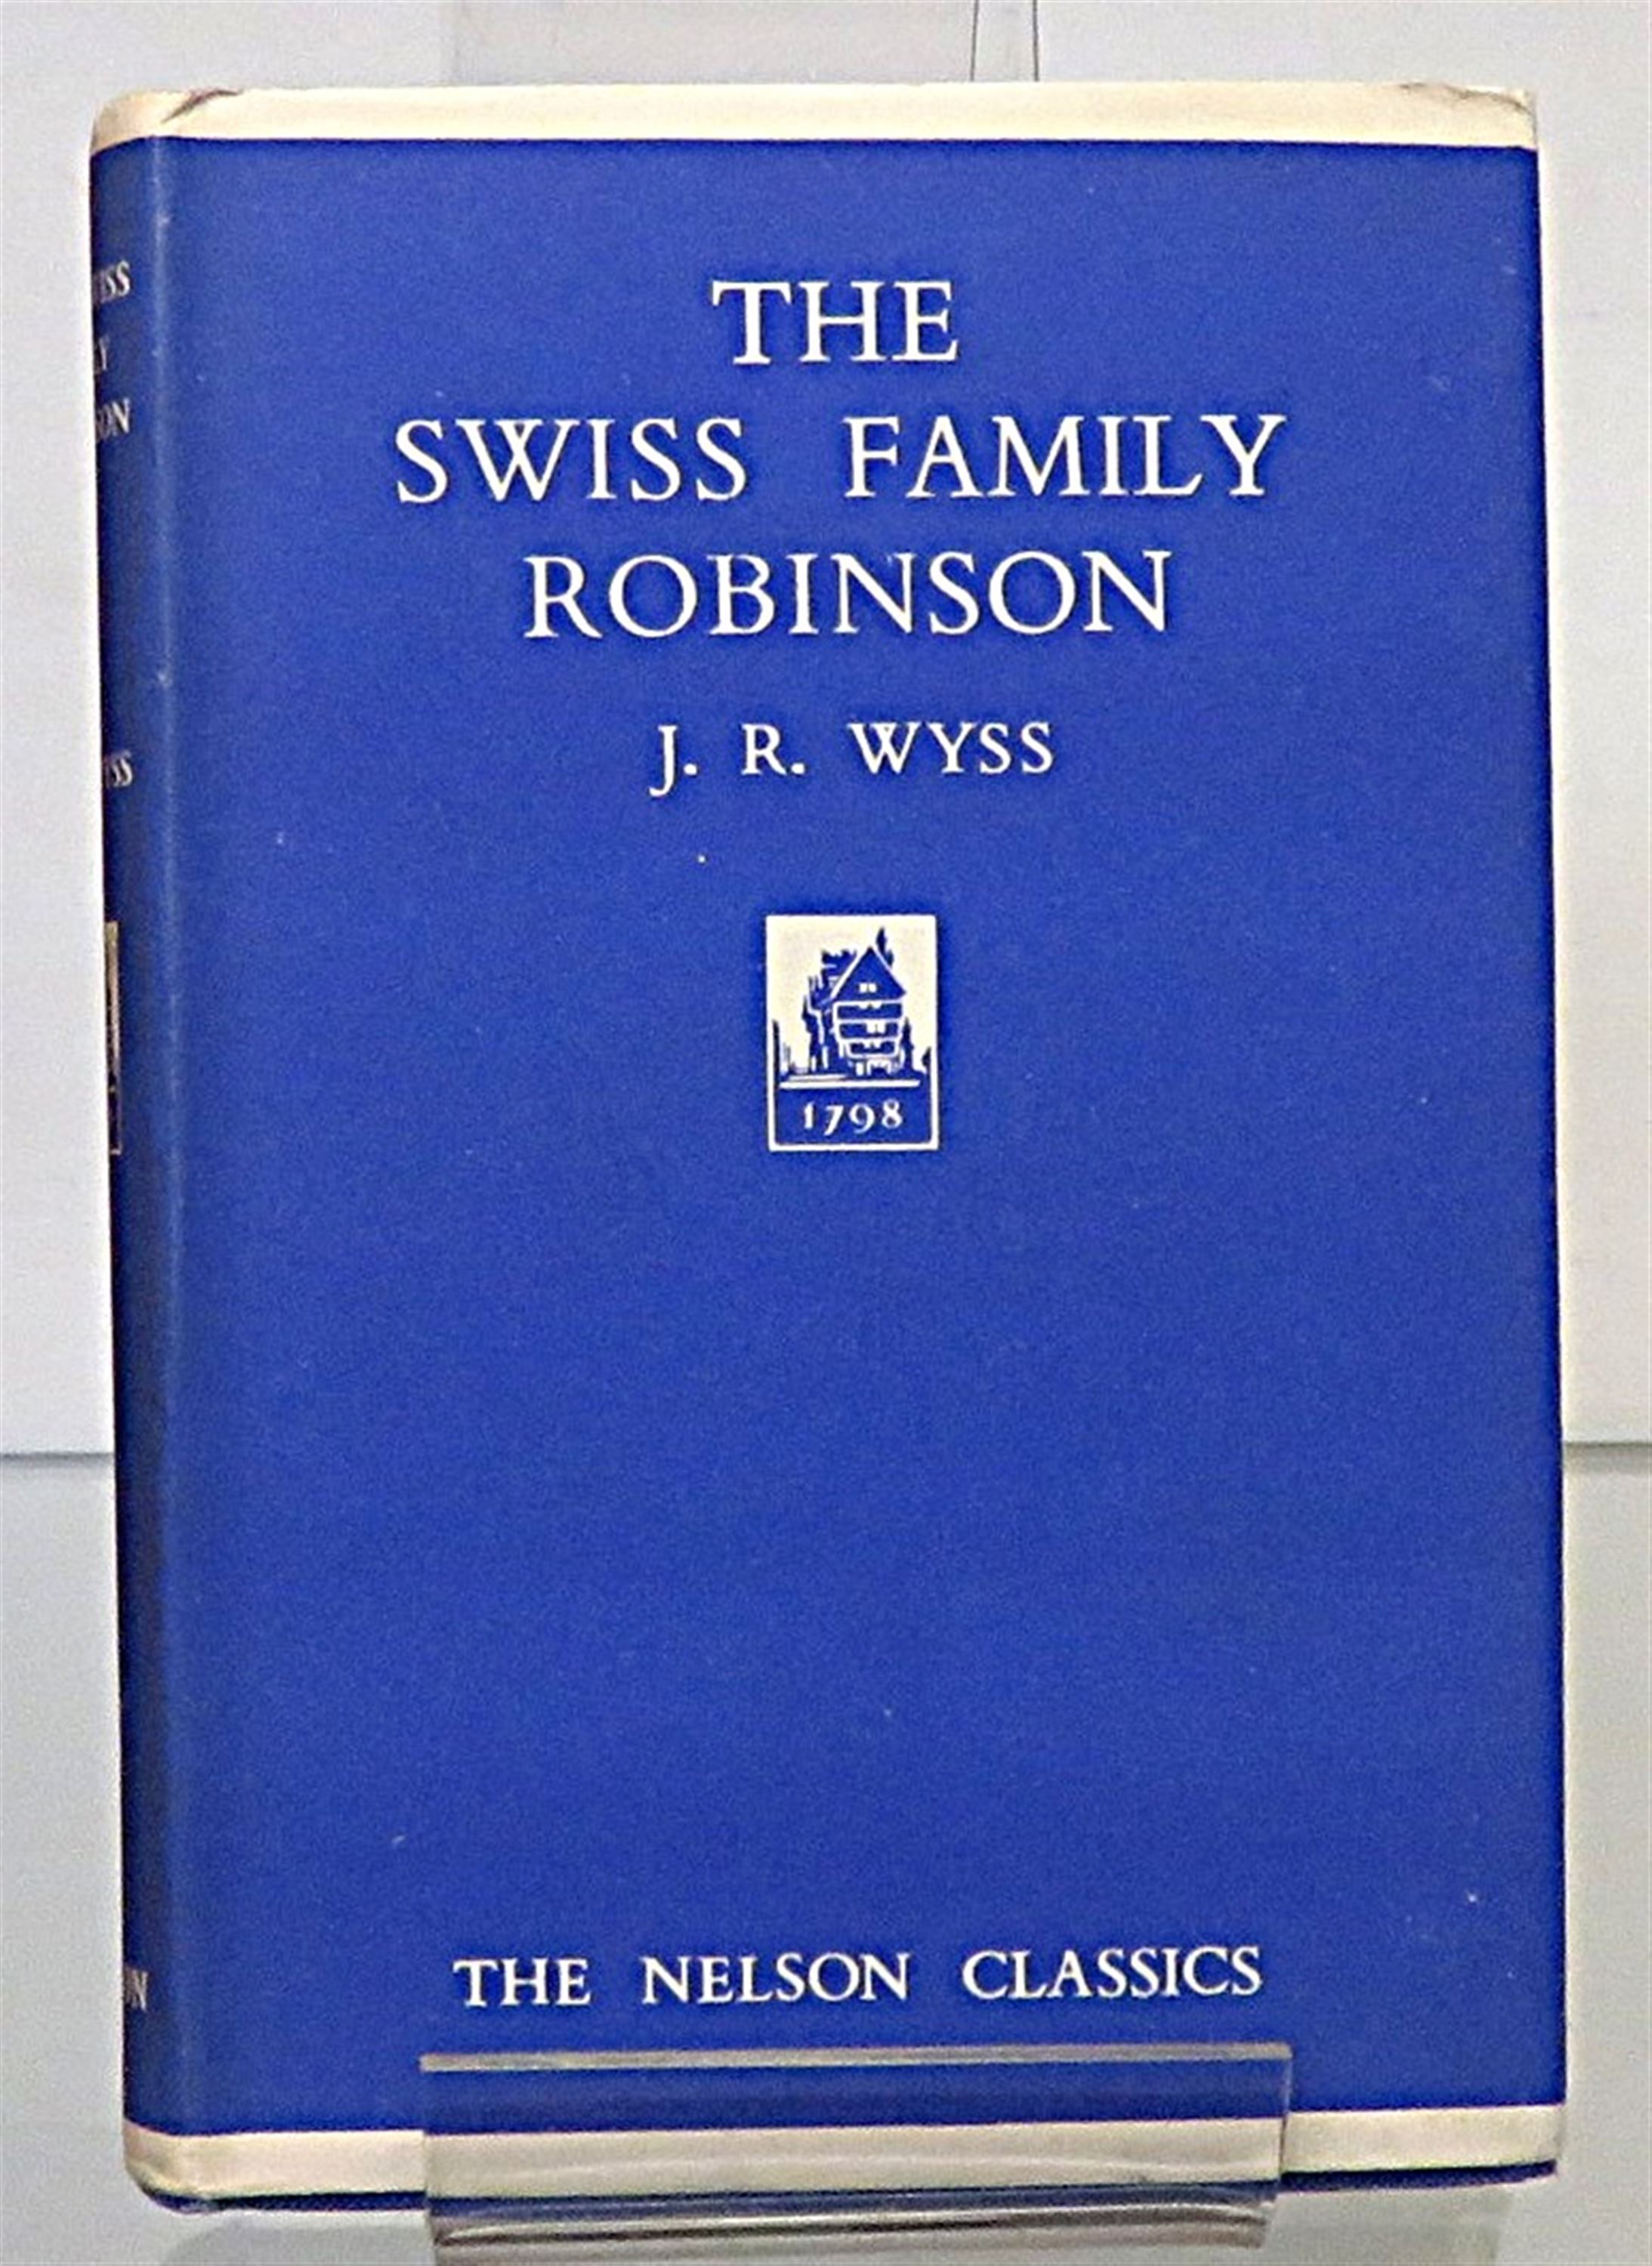 THE
SWISS FAMILY
ROBINSON
J. R. WYSS
1798
THE NELSON CLASSICS